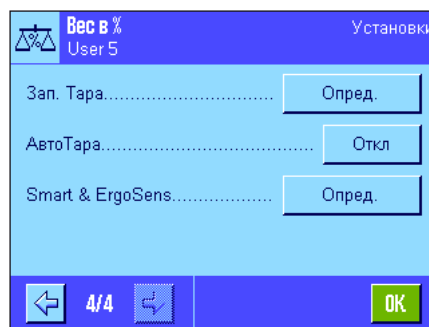 Вес в % Установки
User 5
Зап. Тара............................. Опред.
АвтоТара...................................... Откл
Smart & ErgoSens................... Опред.
4/4 OK